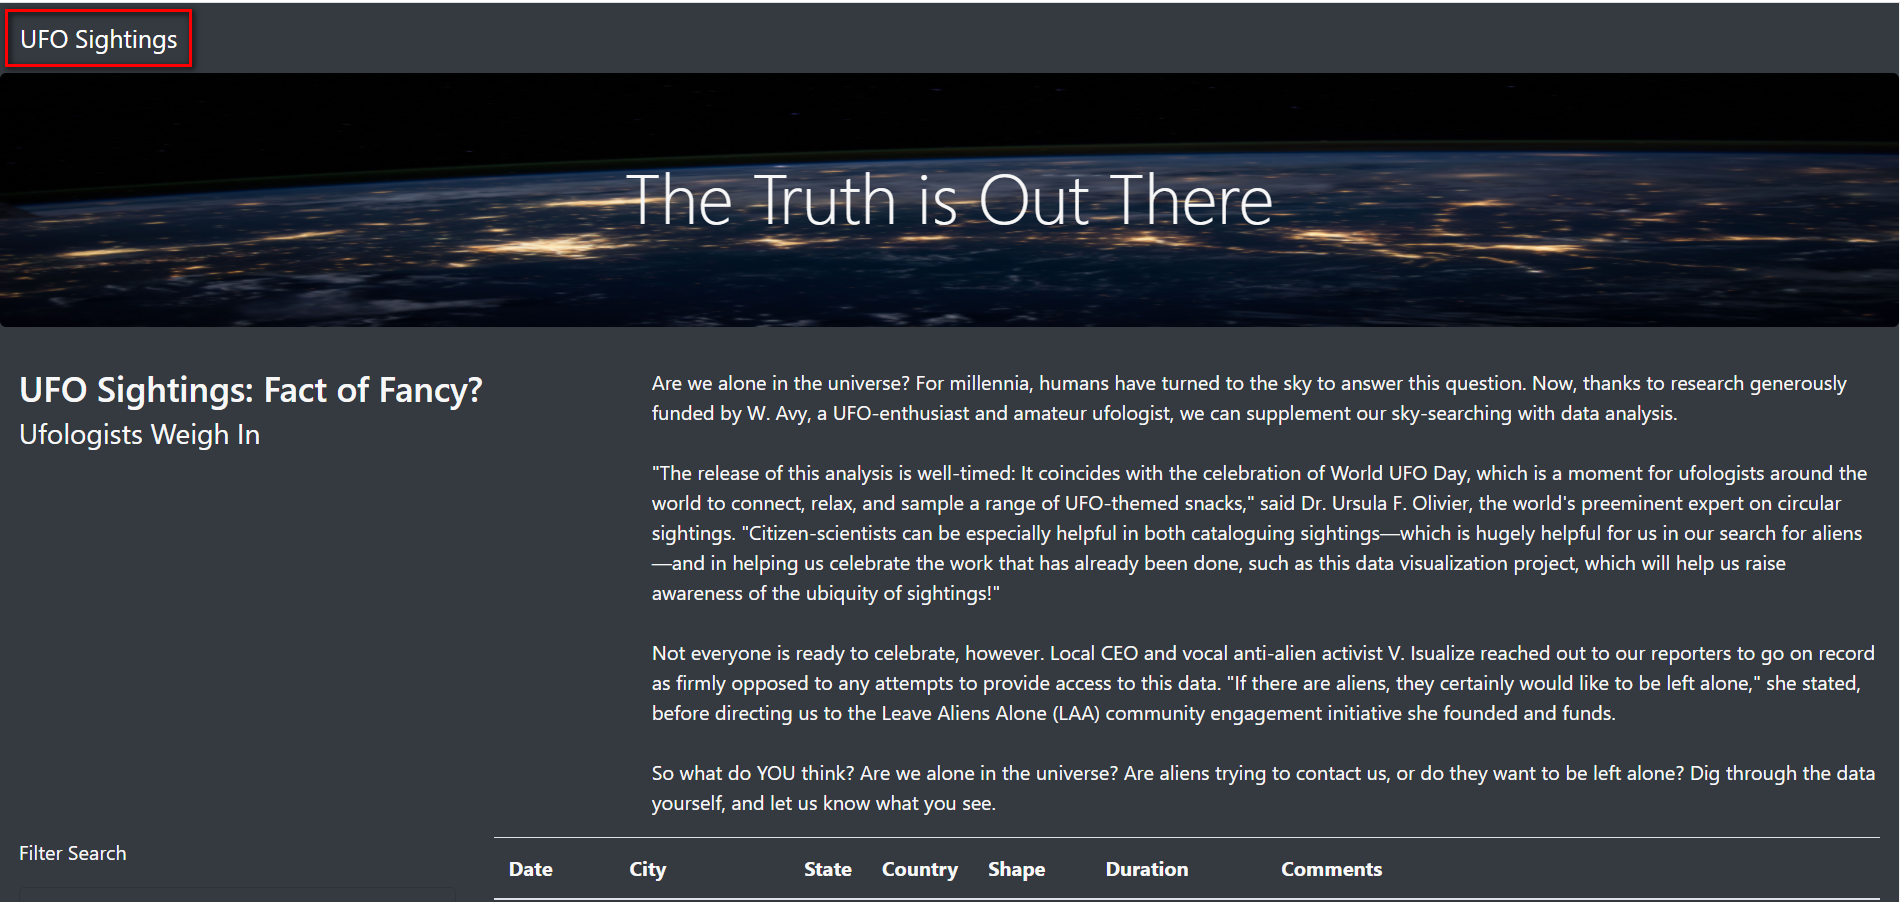 UFO Sightings
The Truth is Out There
UFO Sightings: Fact of Fancy?
Ufologists Weigh In
Are we alone in the universe? For millennia, humans have turned to the sky to answer this question. Now, thanks to research generously
funded by W. Avy, a UFO-enthusiast and amateur ufologist, we can supplement our sky-searching with data analysis.
"The release of this analysis is well-timed: It coincides with the celebration of World UFO Day, which is a moment for ufologists around the
world to connect, relax, and sample a range of UFO-themed snacks," said Dr. Ursula F. Olivier, the world's preeminent expert on circular
sightings. "Citizen-scientists can be especially helpful in both cataloguing sightings—which is hugely helpful for us in our search for aliens
—and in helping us celebrate the work that has already been done, such as this data visualization project, which will help us raise
awareness of the ubiquity of sightings!"
Not everyone is ready to celebrate, however. Local CEO and vocal anti-alien activist V. Isualize reached out to our reporters to go on record
as firmly opposed to any attempts to provide access to this data. "If there are aliens, they certainly would like to be left alone," she stated,
before directing us to the Leave Aliens Alone (LAA) community engagement initiative she founded and funds.
So what do YOU think? Are we alone in the universe? Are aliens trying to contact us, or do they want to be left alone? Dig through the data
yourself, and let us know what you see.
Filter Search
Date City State Country Shape Duration Comments